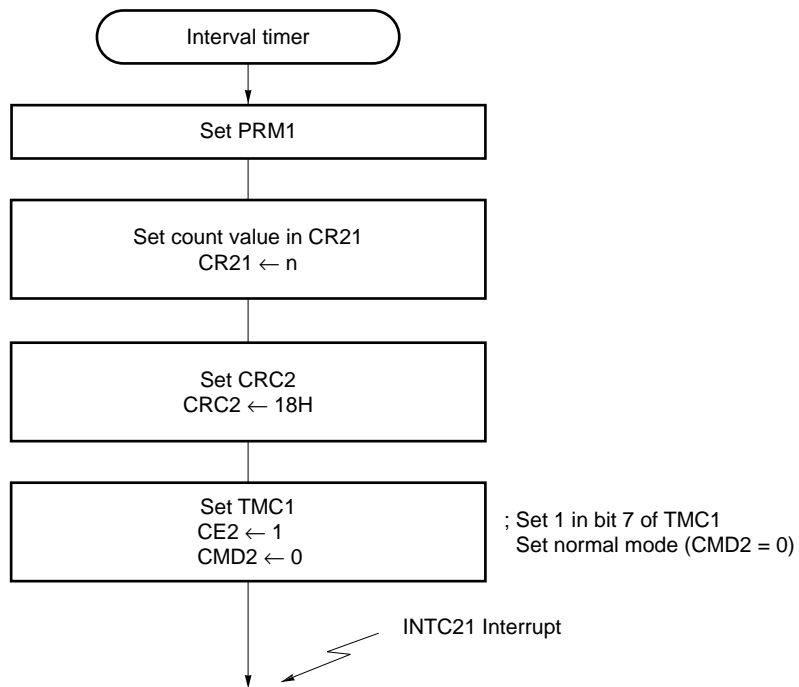 Interval timer
Set PRM1
Set count value in CR21
CR21 ← n
Set CRC2
CRC2 ← 18H
Set TMC1
CE2 ← 1
CMD2 ← 0
; Set 1 in bit 7 of TMC1
Set normal mode (CMD2 = 0)
INTC21 Interrupt